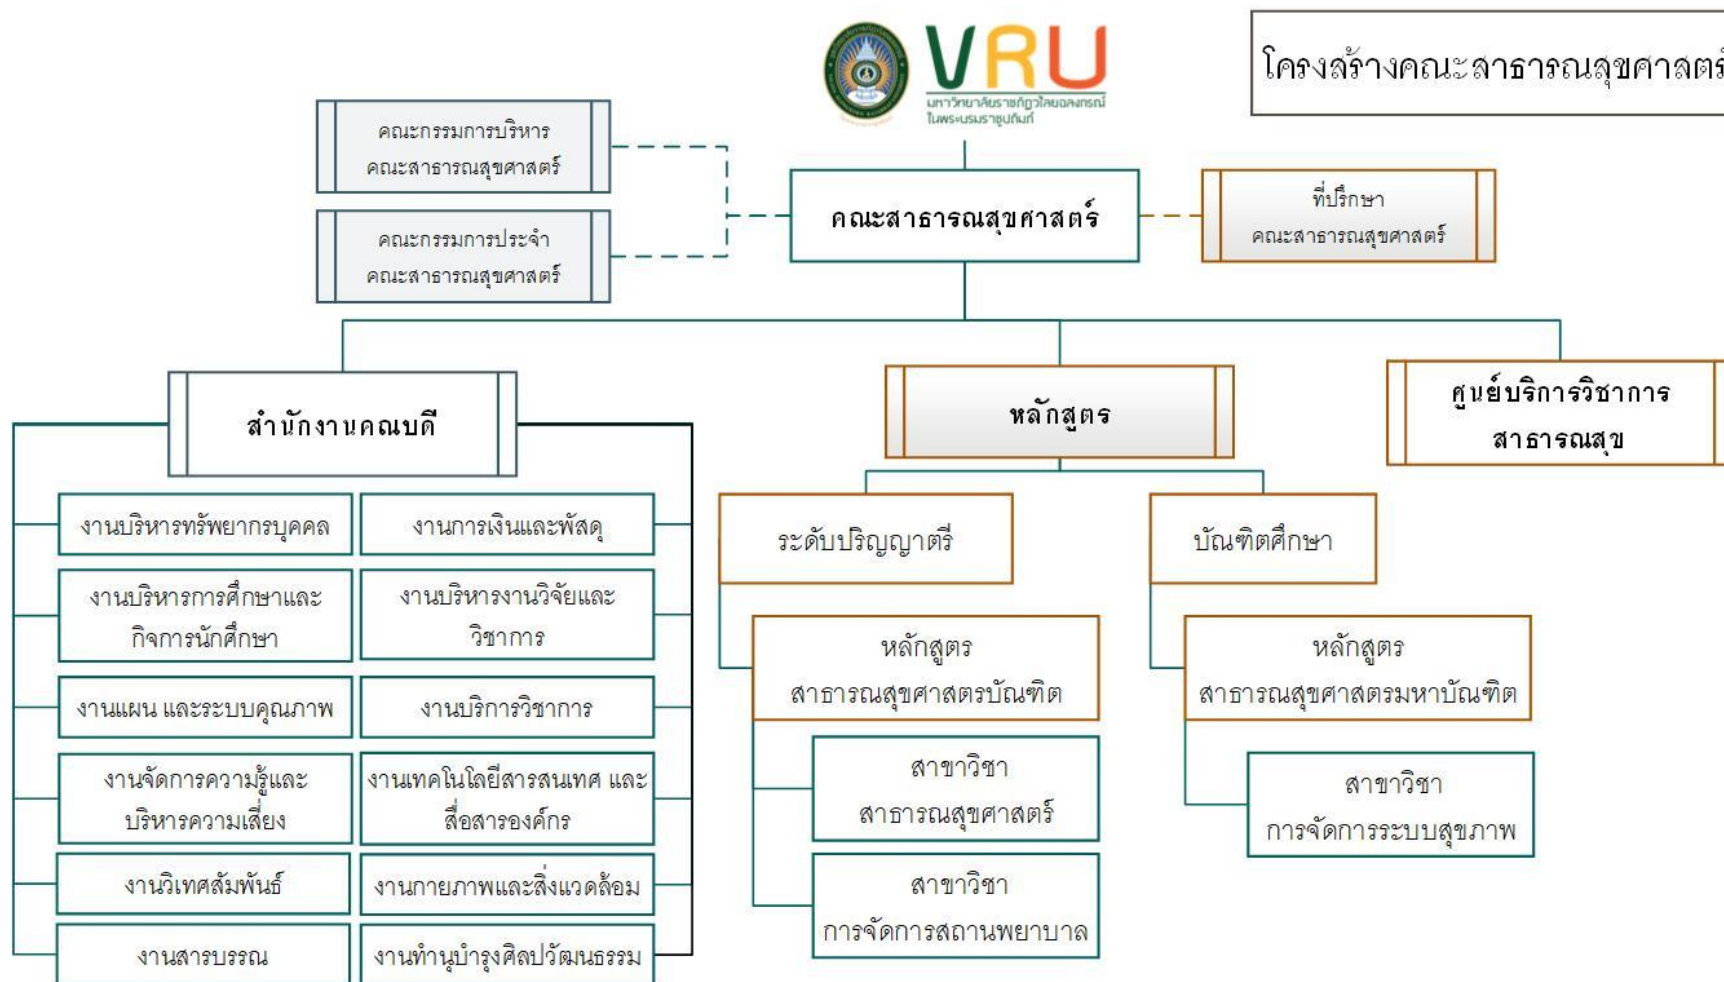 VRU
มหาวิทยาลัยราชภัฏวไลยอลงกรณ์
ในพระบรมราชูปถัมภ์
โครงสร้างคณะสาธารณสุขศาสตร์
คณะกรรมการบริหาร
คณะสาธารณสุขศาสตร์
คณะกรรมการประจำ
คณะสาธารณสุขศาสตร์
คณะสาธารณสุขศาสตร์
ที่ปรึกษา
คณะสาธารณสุขศาสตร์
สำนักงานคณบดี
งานบริหารทรัพยากรบุคคล
งานการเงินและพัสดุ
งานบริหารการศึกษาและ
กิจการนักศึกษา
งานบริหารงานวิจัยและ
วิชาการ
งานแผน และระบบคุณภาพ
งานบริการวิชาการ
งานจัดการความรู้และ
บริหารความเสี่ยง
งานเทคโนโลยีสารสนเทศ และ
สื่อสารองค์กร
งานวิเทศสัมพันธ์
งานกายภาพและสิ่งแวดล้อม
งานสารบรรณ
งานทำนุบำรุงศิลปวัฒนธรรม
หลักสูตร
ระดับปริญญาตรี
หลักสูตร
สาธารณสุขศาสตรบัณฑิต
สาขาวิชา
สาธารณสุขศาสตร์
สาขาวิชา
การจัดการสถานพยาบาล
บัณฑิตศึกษา
หลักสูตร
สาธารณสุขศาสตรมหาบัณฑิต
สาขาวิชา
การจัดการระบบสุขภาพ
ศูนย์บริการวิชาการ
สาธารณสุข